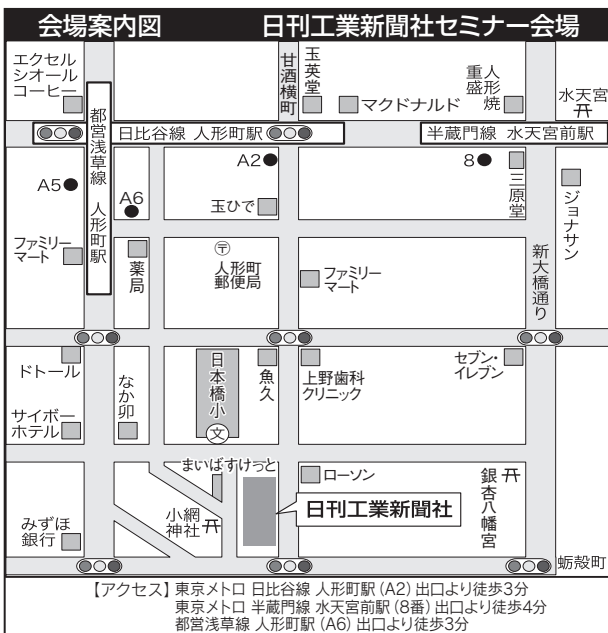 会場案内図 日刊工業新聞社セミナー会場
エクセル
シオール
コーヒー
甘酒横町
玉英堂
マクドナルド
人形焼
重盛
水天宮
都営浅草線 人形町駅
日比谷線 人形町駅
半蔵門線 水天宮前駅
A5
A6
A2
8
玉ひで
三原堂
ジョナサン
ファミリー
マート
薬局
〒
人形町
郵便局
ファミリー
マート
新大橋通り
ドトール
なか卯
日本橋小
文
魚久
上野歯科
クリニック
セブン・
イレブン
サイボー
ホテル
まいばすけっと
ローソン
銀杏八幡宮
小網
神社
日刊工業新聞社
みずほ
銀行
蛎殻町
【アクセス】東京メトロ 日比谷線 人形町駅(A2)出口より徒歩3分
東京メトロ 半蔵門線 水天宮前駅(8番)出口より徒歩4分
都営浅草線 人形町駅(A6)出口より徒歩3分